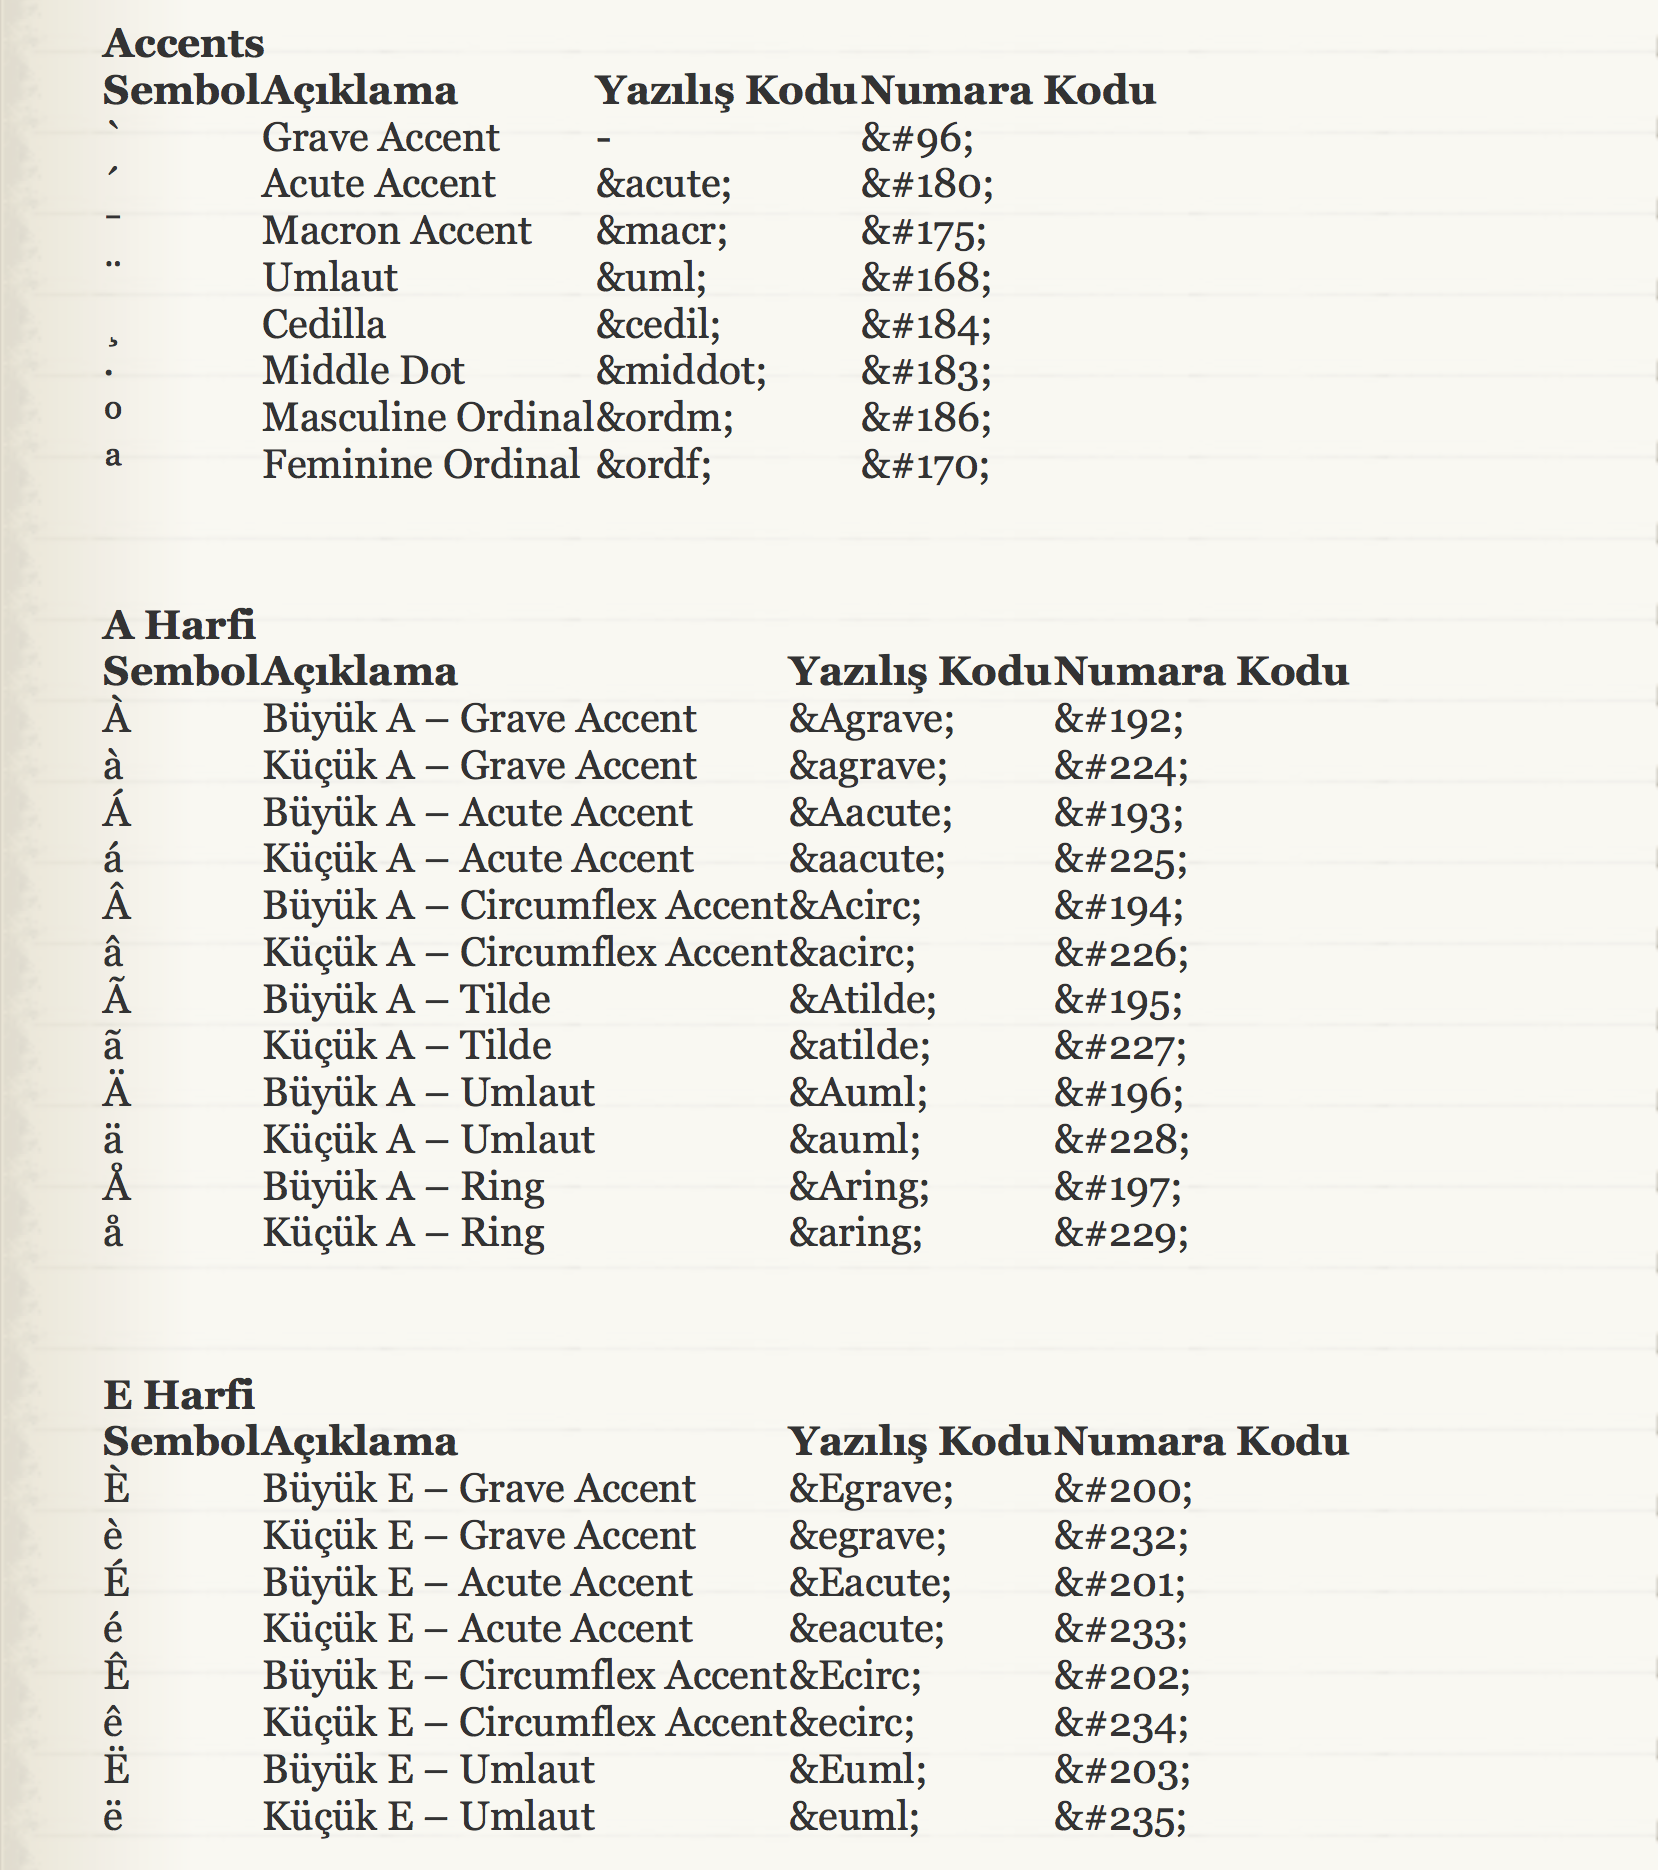 Accents
Sembol Açıklama Yazılış Kodu Numara Kodu
` Grave Accent - &#96;
´ Acute Accent &acute; &#180;
¯ Macron Accent &macr; &#175;
¨ Umlaut &uml; &#168;
¸ Cedilla &cedil; &#184;
· Middle Dot &middot; &#183;
º Masculine Ordinal &ordm; &#186;
ª Feminine Ordinal &ordf; &#170;
A Harfi
Sembol Açıklama Yazılış Kodu Numara Kodu
À Büyük A – Grave Accent &Agrave; &#192;
à Küçük A – Grave Accent &agrave; &#224;
Á Büyük A – Acute Accent &Aacute; &#193;
á Küçük A – Acute Accent &aacute; &#225;
Â Büyük A – Circumflex Accent &Acirc; &#194;
â Küçük A – Circumflex Accent &acirc; &#226;
Ã Büyük A – Tilde &Atilde; &#195;
ã Küçük A – Tilde &atilde; &#227;
Ä Büyük A – Umlaut &Auml; &#196;
ä Küçük A – Umlaut &auml; &#228;
Å Büyük A – Ring &Aring; &#197;
å Küçük A – Ring &aring; &#229;
E Harfi
Sembol Açıklama Yazılış Kodu Numara Kodu
È Büyük E – Grave Accent &Egrave; &#200;
è Küçük E – Grave Accent &egrave; &#232;
É Büyük E – Acute Accent &Eacute; &#201;
é Küçük E – Acute Accent &eacute; &#233;
Ê Büyük E – Circumflex Accent &Ecirc; &#202;
ê Küçük E – Circumflex Accent &ecirc; &#234;
Ë Büyük E – Umlaut &Euml; &#203;
ë Küçük E – Umlaut &euml; &#235;